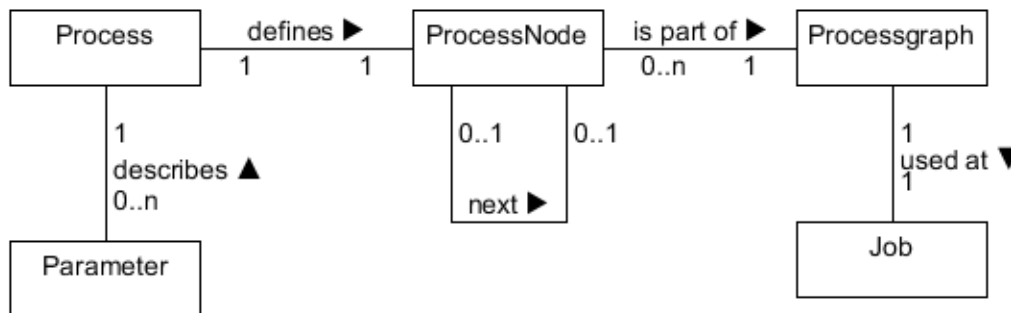 Process
defines ▶
1
1
ProcessNode
is part of ▶
0..n
1
Processgraph
1
describes ▲
0..n
0..1
0..1
next ▶
1
used at ▼
1
Parameter
Job